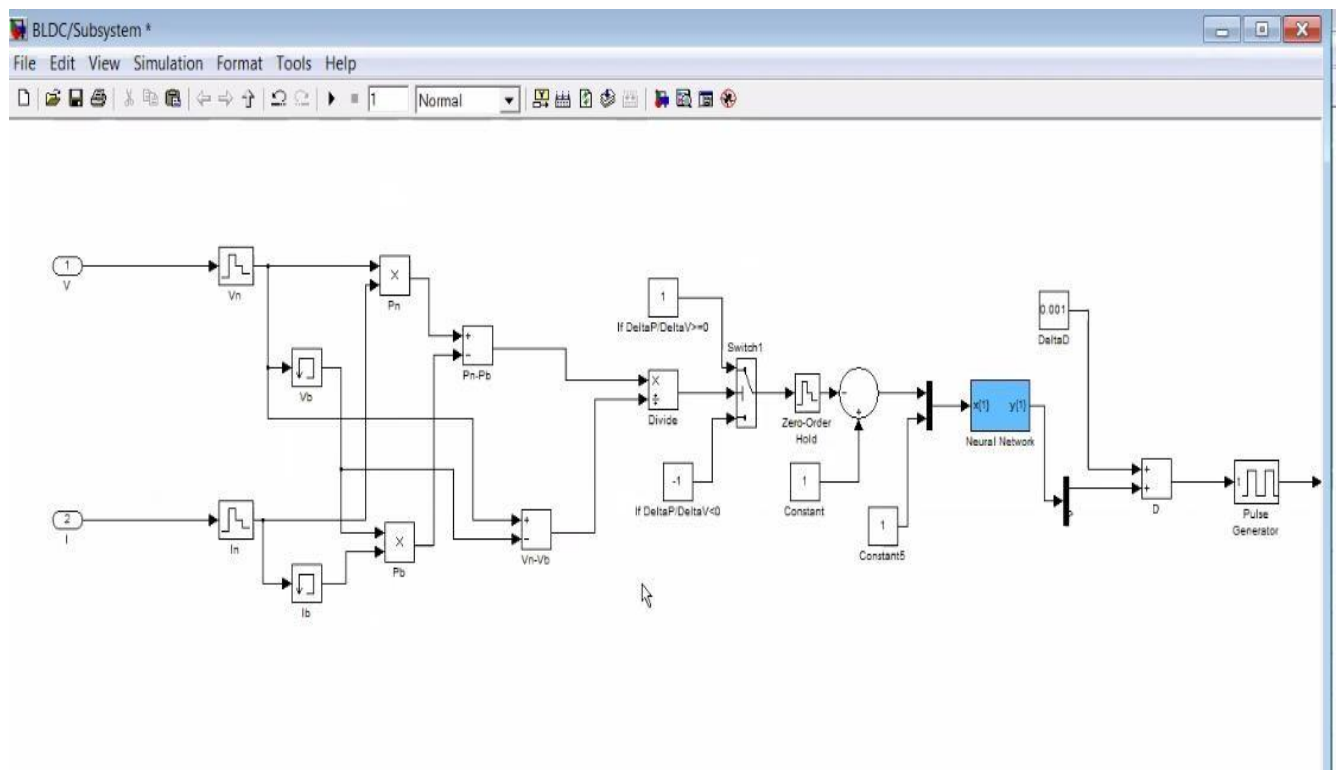 BLDC/Subsystem *
File Edit View Simulation Format Tools Help
1 Normal
1
V
Vn
X
Pn
Vb
+
-
Pn-Pb
1
If DeltaP/DeltaV>=0
Switch1
×
÷
Divide
-1
If DeltaP/DeltaV<0
Zero-Order
Hold
-
+
1
Constant
1
Constant5
x{1} y{1}
Neural Network
0.001
DeltaD
+
+
D
t
Pulse
Generator
2
I
In
Ib
X
Pb
+
-
Vn-Vb